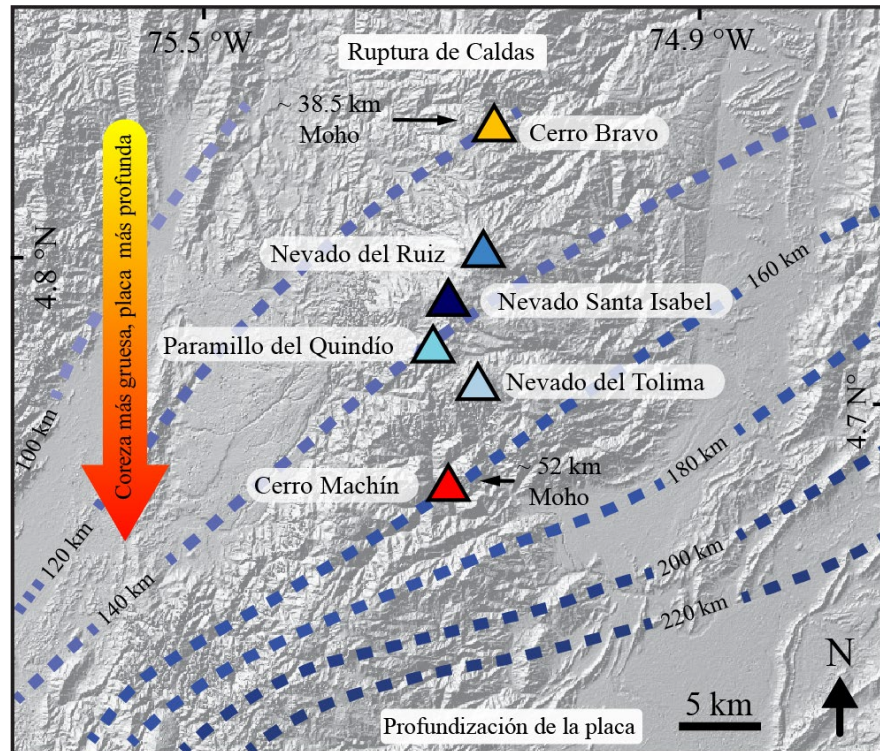 75.5 °W
74.9 °W
Ruptura de Caldas
~ 38.5 km
Moho
Cerro Bravo
Coreza más gruesa, placa más profunda
4.8 °N
Nevado del Ruiz
160 km
Nevado Santa Isabel
Paramillo del Quindío
Nevado del Tolima
4.7 N°
100 km
Cerro Machín
~ 52 km
Moho
180 km
120 km
140 km
200 km
220 km
N
5 km
Profundización de la placa